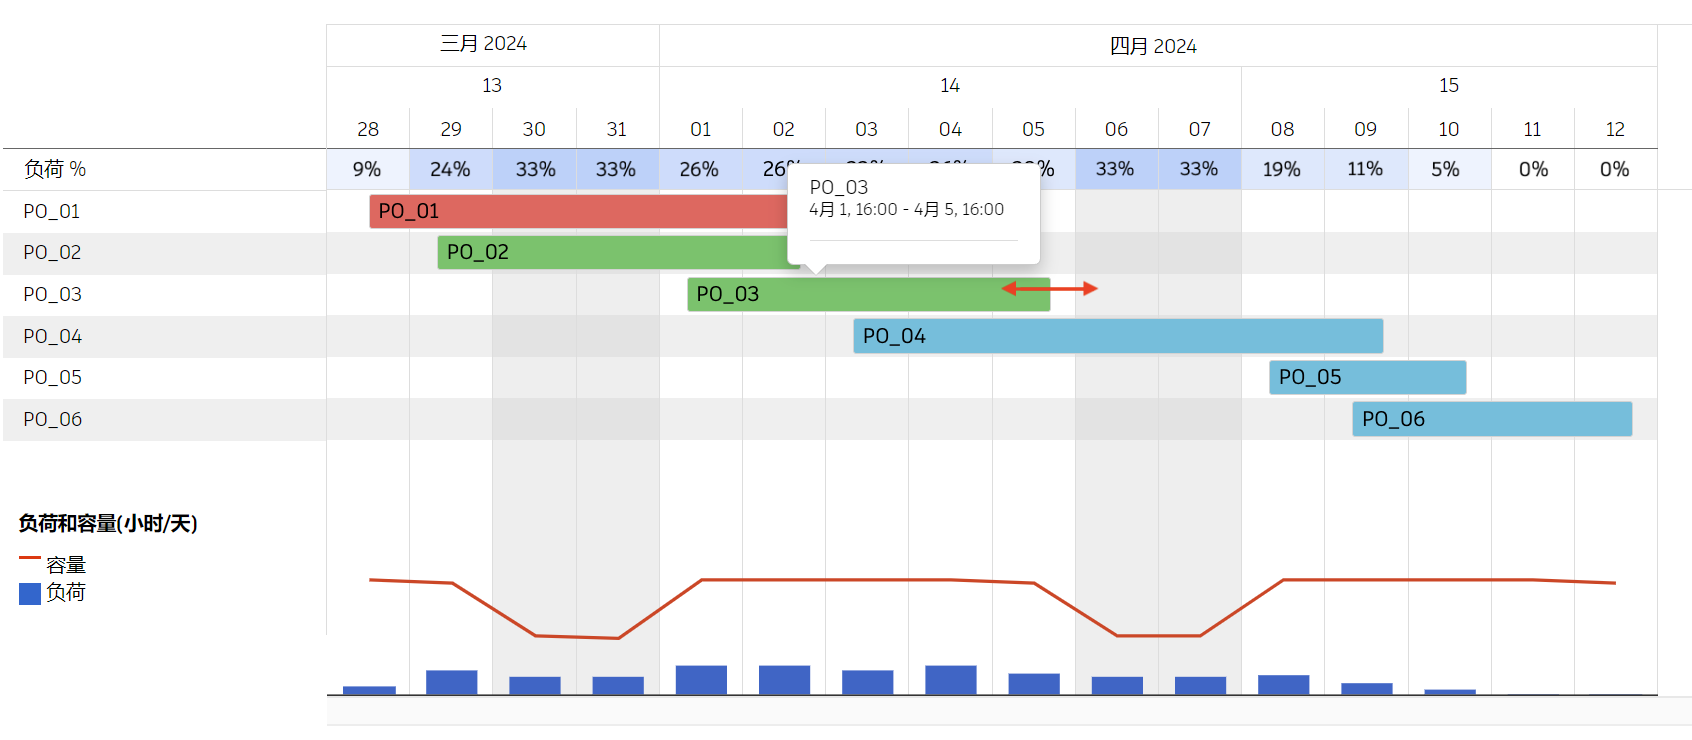 三月 2024 四月 2024
13 14 15
28 29 30 31 01 02 03 04 05 06 07 08 09 10 11 12
负荷 % 9% 24% 33% 33% 26% 33% 33% 19% 11% 5% 0% 0%
PO_03
4月 1, 16:00 - 4月 5, 16:00
PO_01 PO_01
PO_02 PO_02
PO_03 PO_03
PO_04 PO_04
PO_05 PO_05
PO_06 PO_06
负荷和容量(小时/天)
容量
负荷